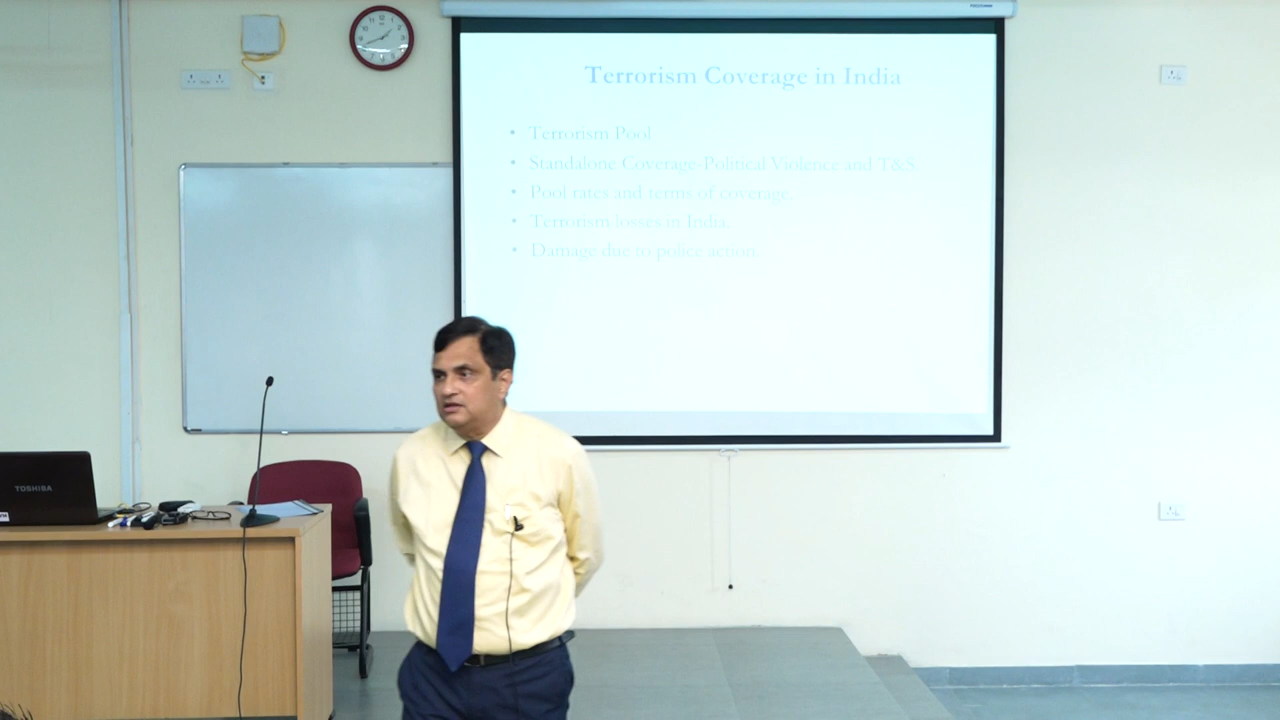 Terrorism Coverage in India
• Terrorism Pool
• Standalone Coverage-Political Violence and T&S.
• Pool rates and terms of coverage.
• Terrorism losses in India
• Damage due to police action.
TOSHIBA